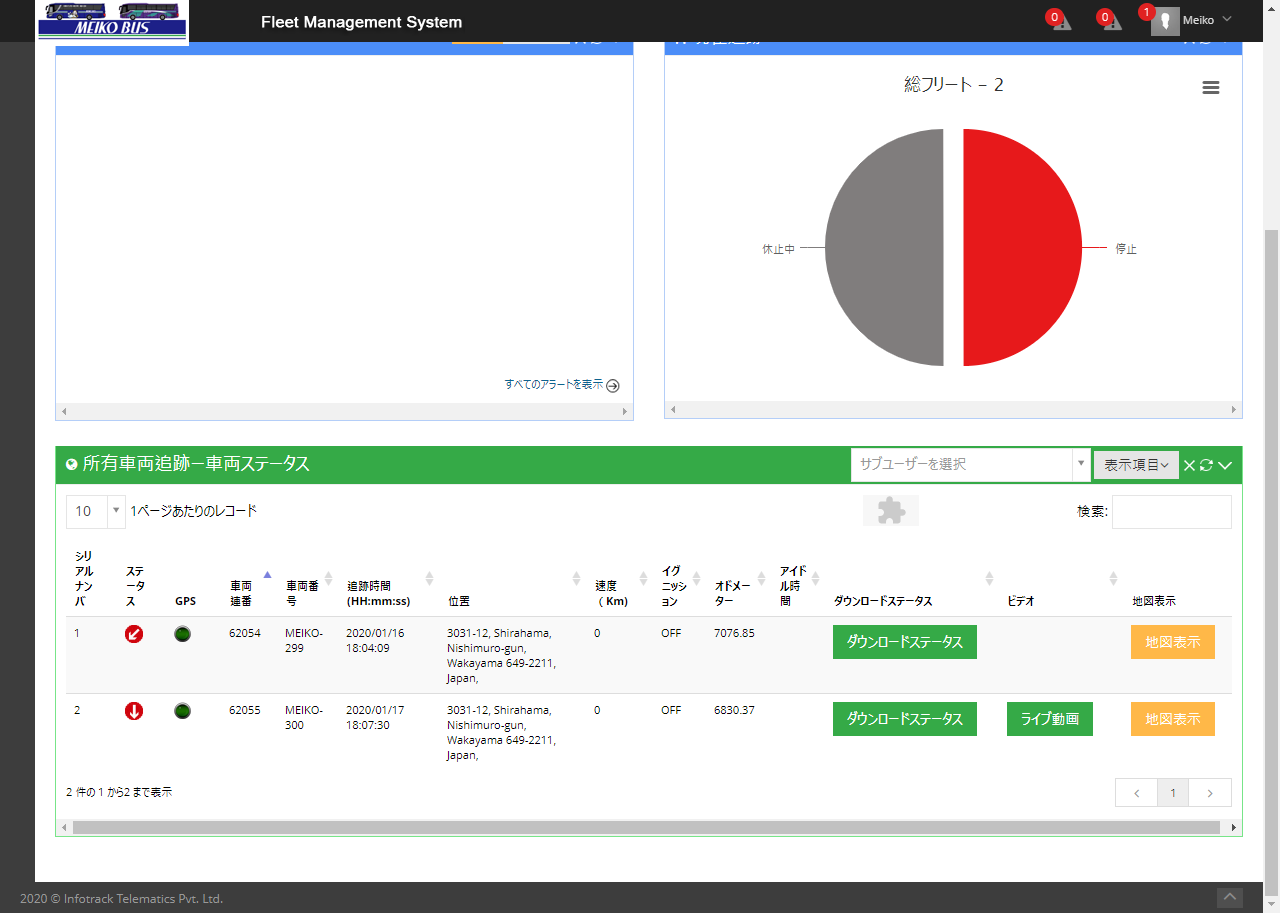 MEIKO BUS
Fleet Management System
0
0
1
Meiko
総フリート – 2
休止中
停止
すべてのアラートを表示
所有車両追跡ー車両ステータス
サブユーザーを選択
表示項目
10
1ページあたりのレコード
検索:
シリアルナンバ
ステータス
GPS
車両運番
車両番号
追跡時間 (HH:mm:ss)
位置
速度 ( Km)
イグニッション
オドメーター
アイドル時間
ダウンロードステータス
ビデオ
地図表示
1
62054
MEIKO-299
2020/01/16 18:04:09
3031-12, Shirahama, Nishimuro-gun, Wakayama 649-2211, Japan,
0
OFF
7076.85
ダウンロードステータス
地図表示
2
62055
MEIKO-300
2020/01/17 18:07:30
3031-12, Shirahama, Nishimuro-gun, Wakayama 649-2211, Japan,
0
OFF
6830.37
ダウンロードステータス
ライブ動画
地図表示
2 件の 1 から2 まで表示
1
2020 © Infotrack Telematics Pvt. Ltd.